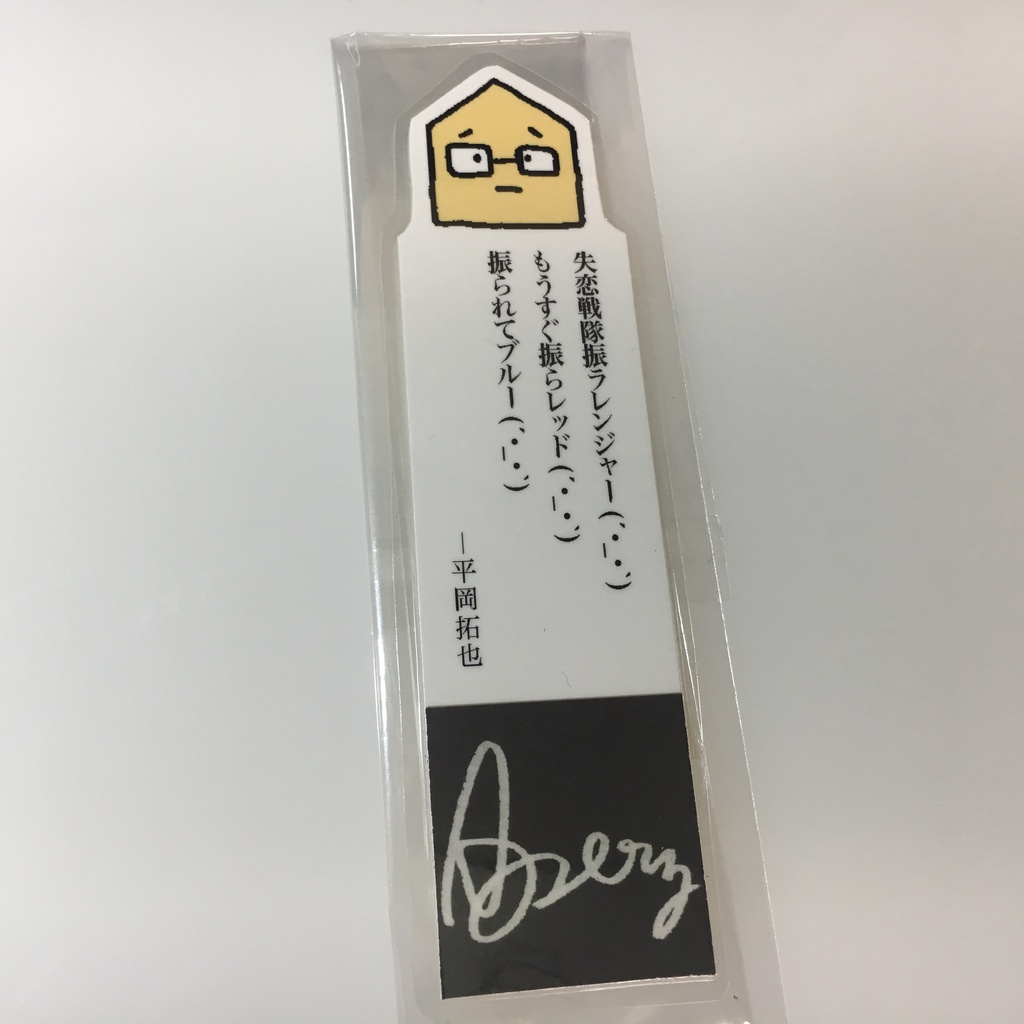 失恋戦隊振ラレンジャー(´•_•`)
もうすぐ振らレッド(´•_•`)
振られてブルー(´•_•`)
—平岡拓也